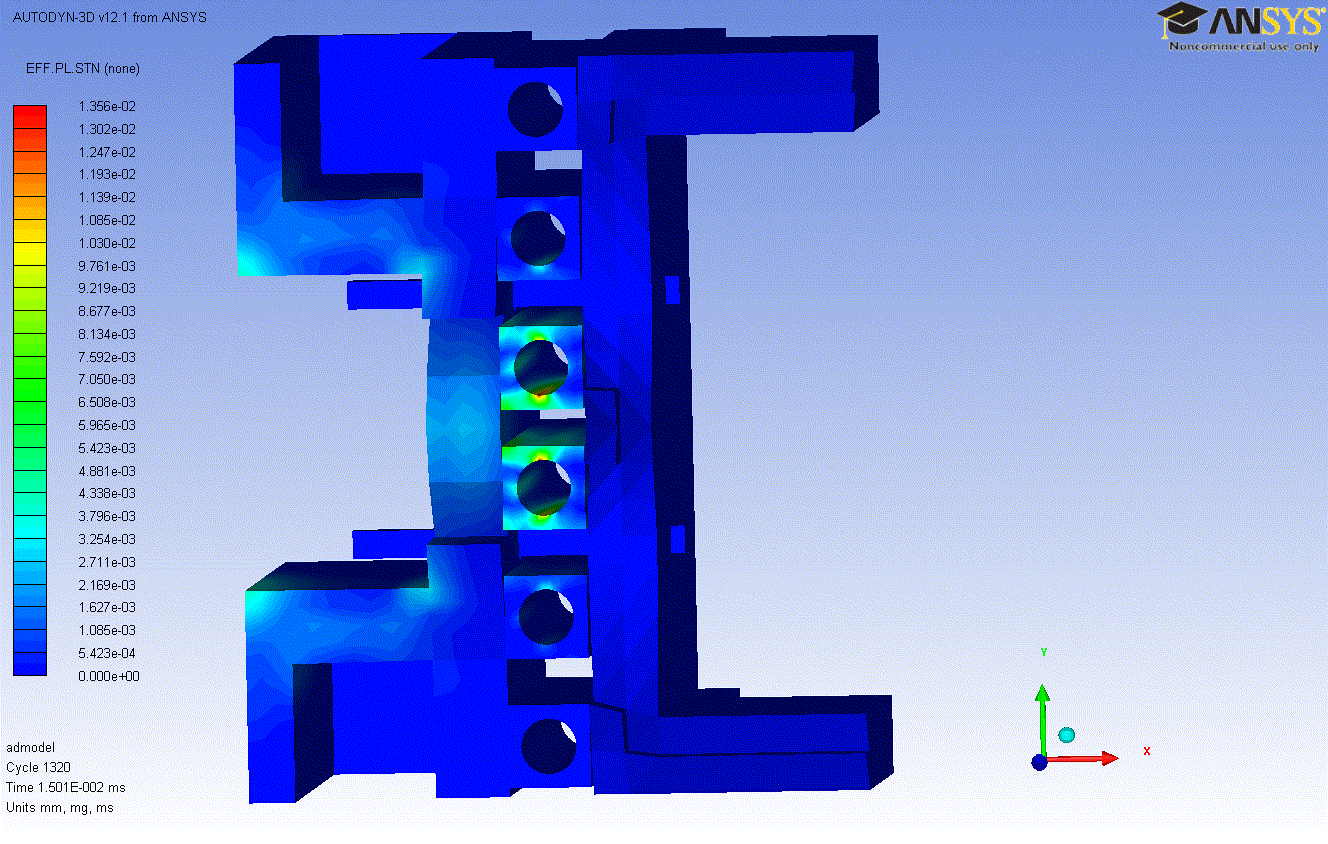 AUTODYN-3D v12.1 from ANSYS
ANSYS
Noncommercial use only
EFF.PL.STN (none)
1.356e-02
1.302e-02
1.247e-02
1.193e-02
1.139e-02
1.085e-02
1.030e-02
9.761e-03
9.219e-03
8.677e-03
8.134e-03
7.592e-03
7.050e-03
6.508e-03
5.965e-03
5.423e-03
4.881e-03
4.338e-03
3.796e-03
3.254e-03
2.711e-03
2.169e-03
1.627e-03
1.085e-03
5.423e-04
0.000e+00
Y
X
admodel
Cycle 1320
Time 1.501E-002 ms
Units mm, mg, ms